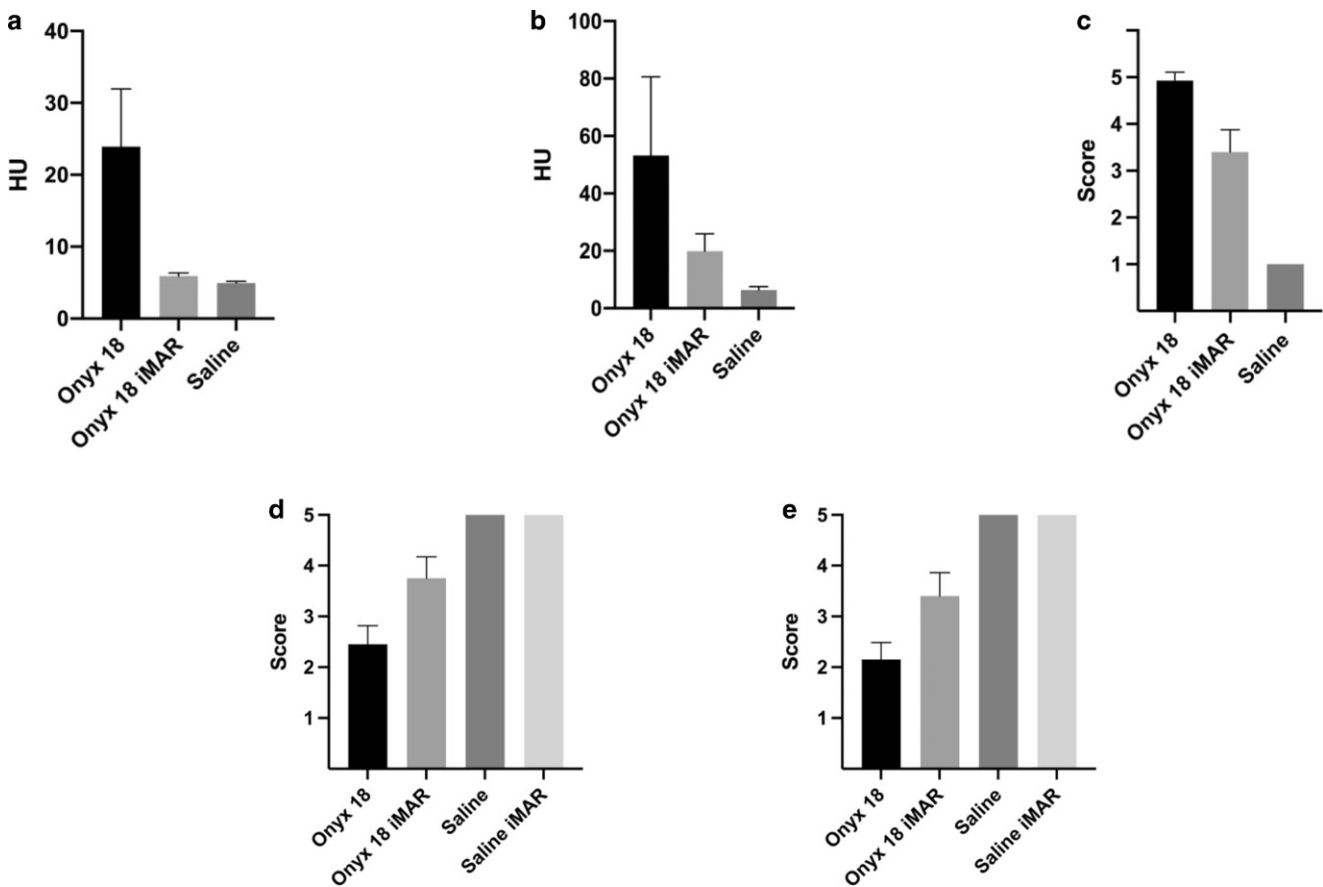 a
HU
40
30
20
10
0
Onyx 18
Onyx 18 iMAR
Saline
b
HU
100
80
60
40
20
0
Onyx 18
Onyx 18 iMAR
Saline
c
Score
5
4
3
2
1
Onyx 18
Onyx 18 iMAR
Saline
d
Score
5
4
3
2
1
Onyx 18
Onyx 18 iMAR
Saline
Saline iMAR
e
Score
5
4
3
2
1
Onyx 18
Onyx 18 iMAR
Saline
Saline iMAR